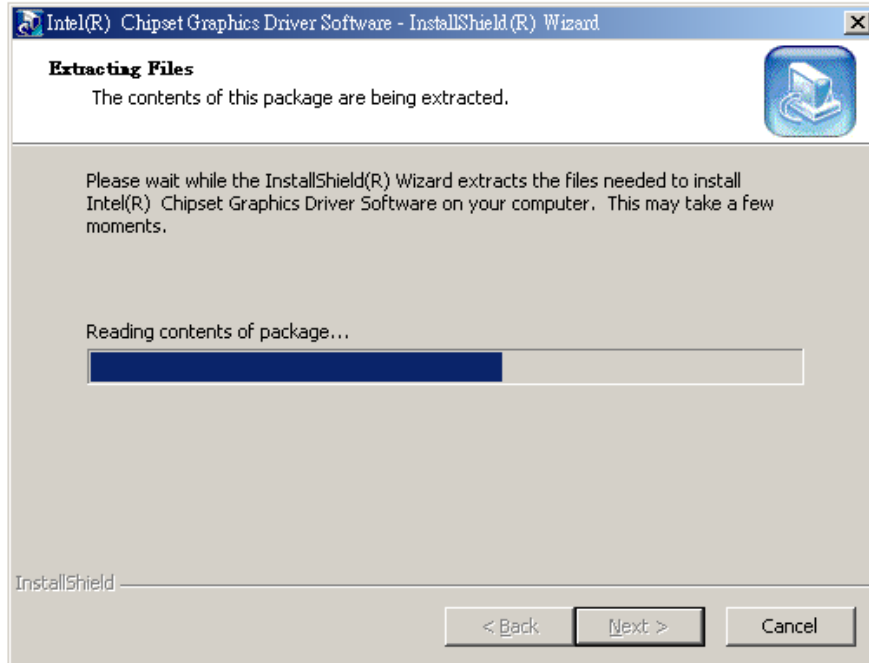 Intel(R) Chipset Graphics Driver Software - InstallShield(R) Wizard
Extracting Files
The contents of this package are being extracted.
Please wait while the InstallShield(R) Wizard extracts the files needed to install
Intel(R) Chipset Graphics Driver Software on your computer. This may take a few
moments.
Reading contents of package...
InstallShield
< Back
Next >
Cancel